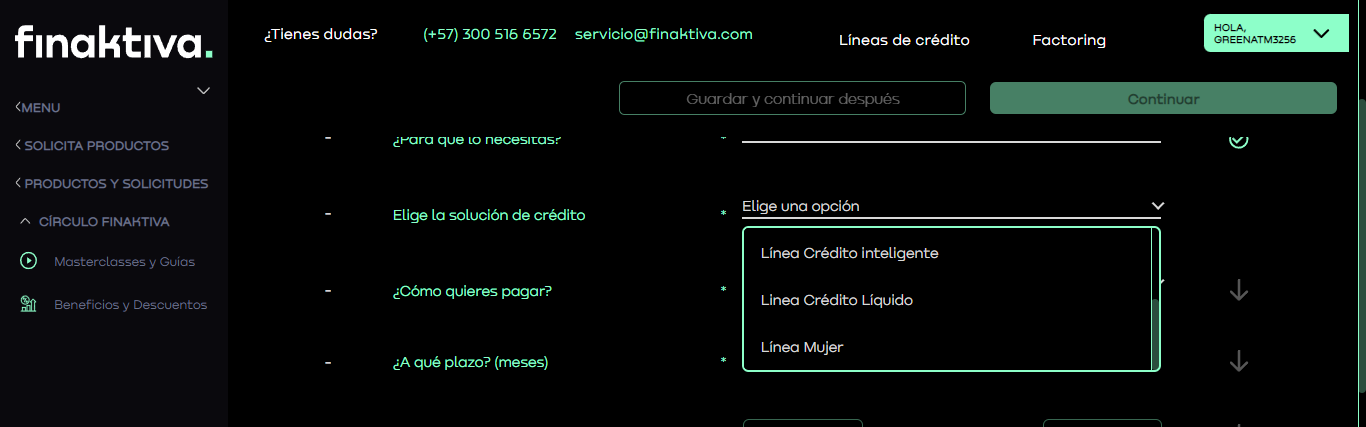 finaktiva.
¿Tienes dudas?
(+57) 300 516 6572
servicio@finaktiva.com
Líneas de crédito
Factoring
HOLA,
GREENATM3256
MENU
SOLICITA PRODUCTOS
PRODUCTOS Y SOLICITUDES
CÍRCULO FINAKTIVA
Masterclasses y Guias
Beneficios y Descuentos
Guardar y continuar después
Continuar
- ¿Para qué lo necesitas? *
- Elige la solución de crédito * Elige una opción
Línea Crédito inteligente
Linea Crédito Líquido
Línea Mujer
- ¿Cómo quieres pagar? *
- ¿A qué plazo? (meses) *